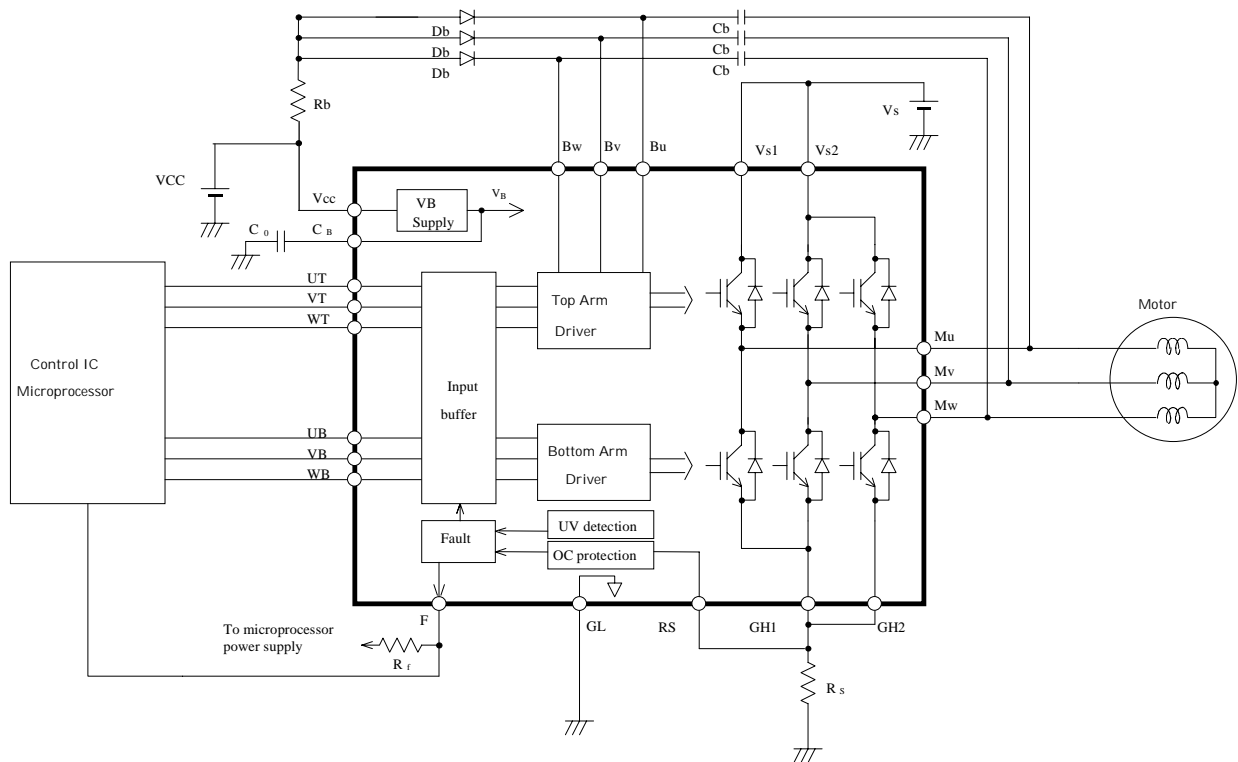 Db
Cb
Db
Cb
Db
Cb
Rb
Vs
VCC
Bw
Bv
Bu
Vs1
Vs2
Vcc
VB
Supply
VB
C0
CB
UT
VT
WT
Top Arm
Driver
Motor
Control IC
Microprocessor
Input
buffer
Mu
Mv
Mw
UB
VB
WB
Bottom Arm
Driver
Fault
UV detection
OC protection
F
GL
RS
GH1
GH2
To microprocessor
power supply
Rf
RS